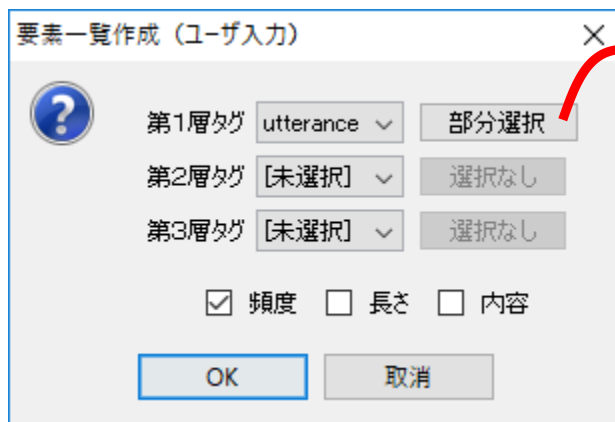 要素一覧作成（ユーザ入力）
第1層タグ utterance 部分選択
第2層タグ [未選択] 選択なし
第3層タグ [未選択] 選択なし
頻度 長さ 内容
OK 取消